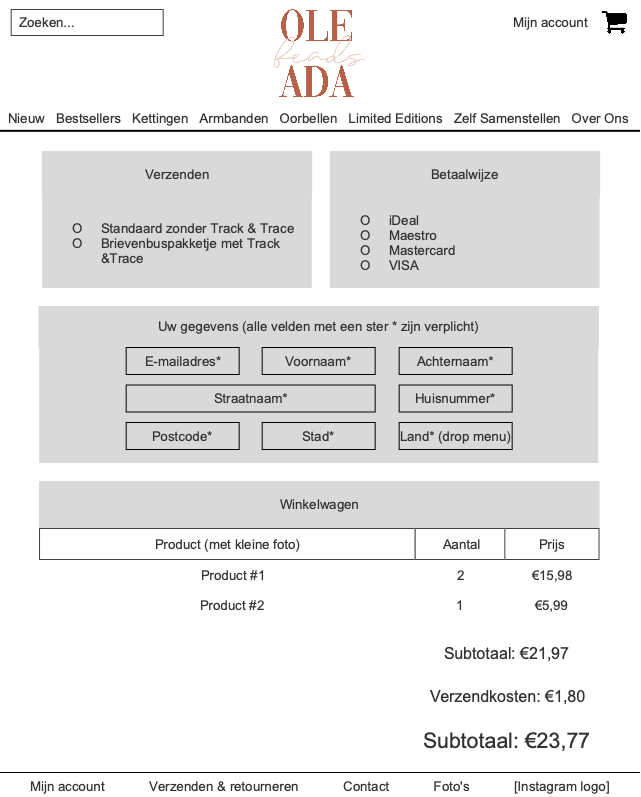 Zoeken...
OLE
beads
ADA
Mijn account
Nieuw Bestsellers Kettingen Armbanden Oorbellen Limited Editions Zelf Samenstellen Over Ons
Verzenden
O Standaard zonder Track & Trace
O Brievenbuspakketje met Track
&Trace
Betaalwijze
O iDeal
O Maestro
O Mastercard
O VISA
Uw gegevens (alle velden met een ster * zijn verplicht)
E-mailadres* Voornaam* Achternaam*
Straatnaam* Huisnummer*
Postcode* Stad* Land* (drop menu)
Winkelwagen
Product (met kleine foto) Aantal Prijs
Product #1 2 €15,98
Product #2 1 €5,99
Subtotaal: €21,97
Verzendkosten: €1,80
Subtotaal: €23,77
Mijn account Verzenden & retourneren Contact Foto's [Instagram logo]